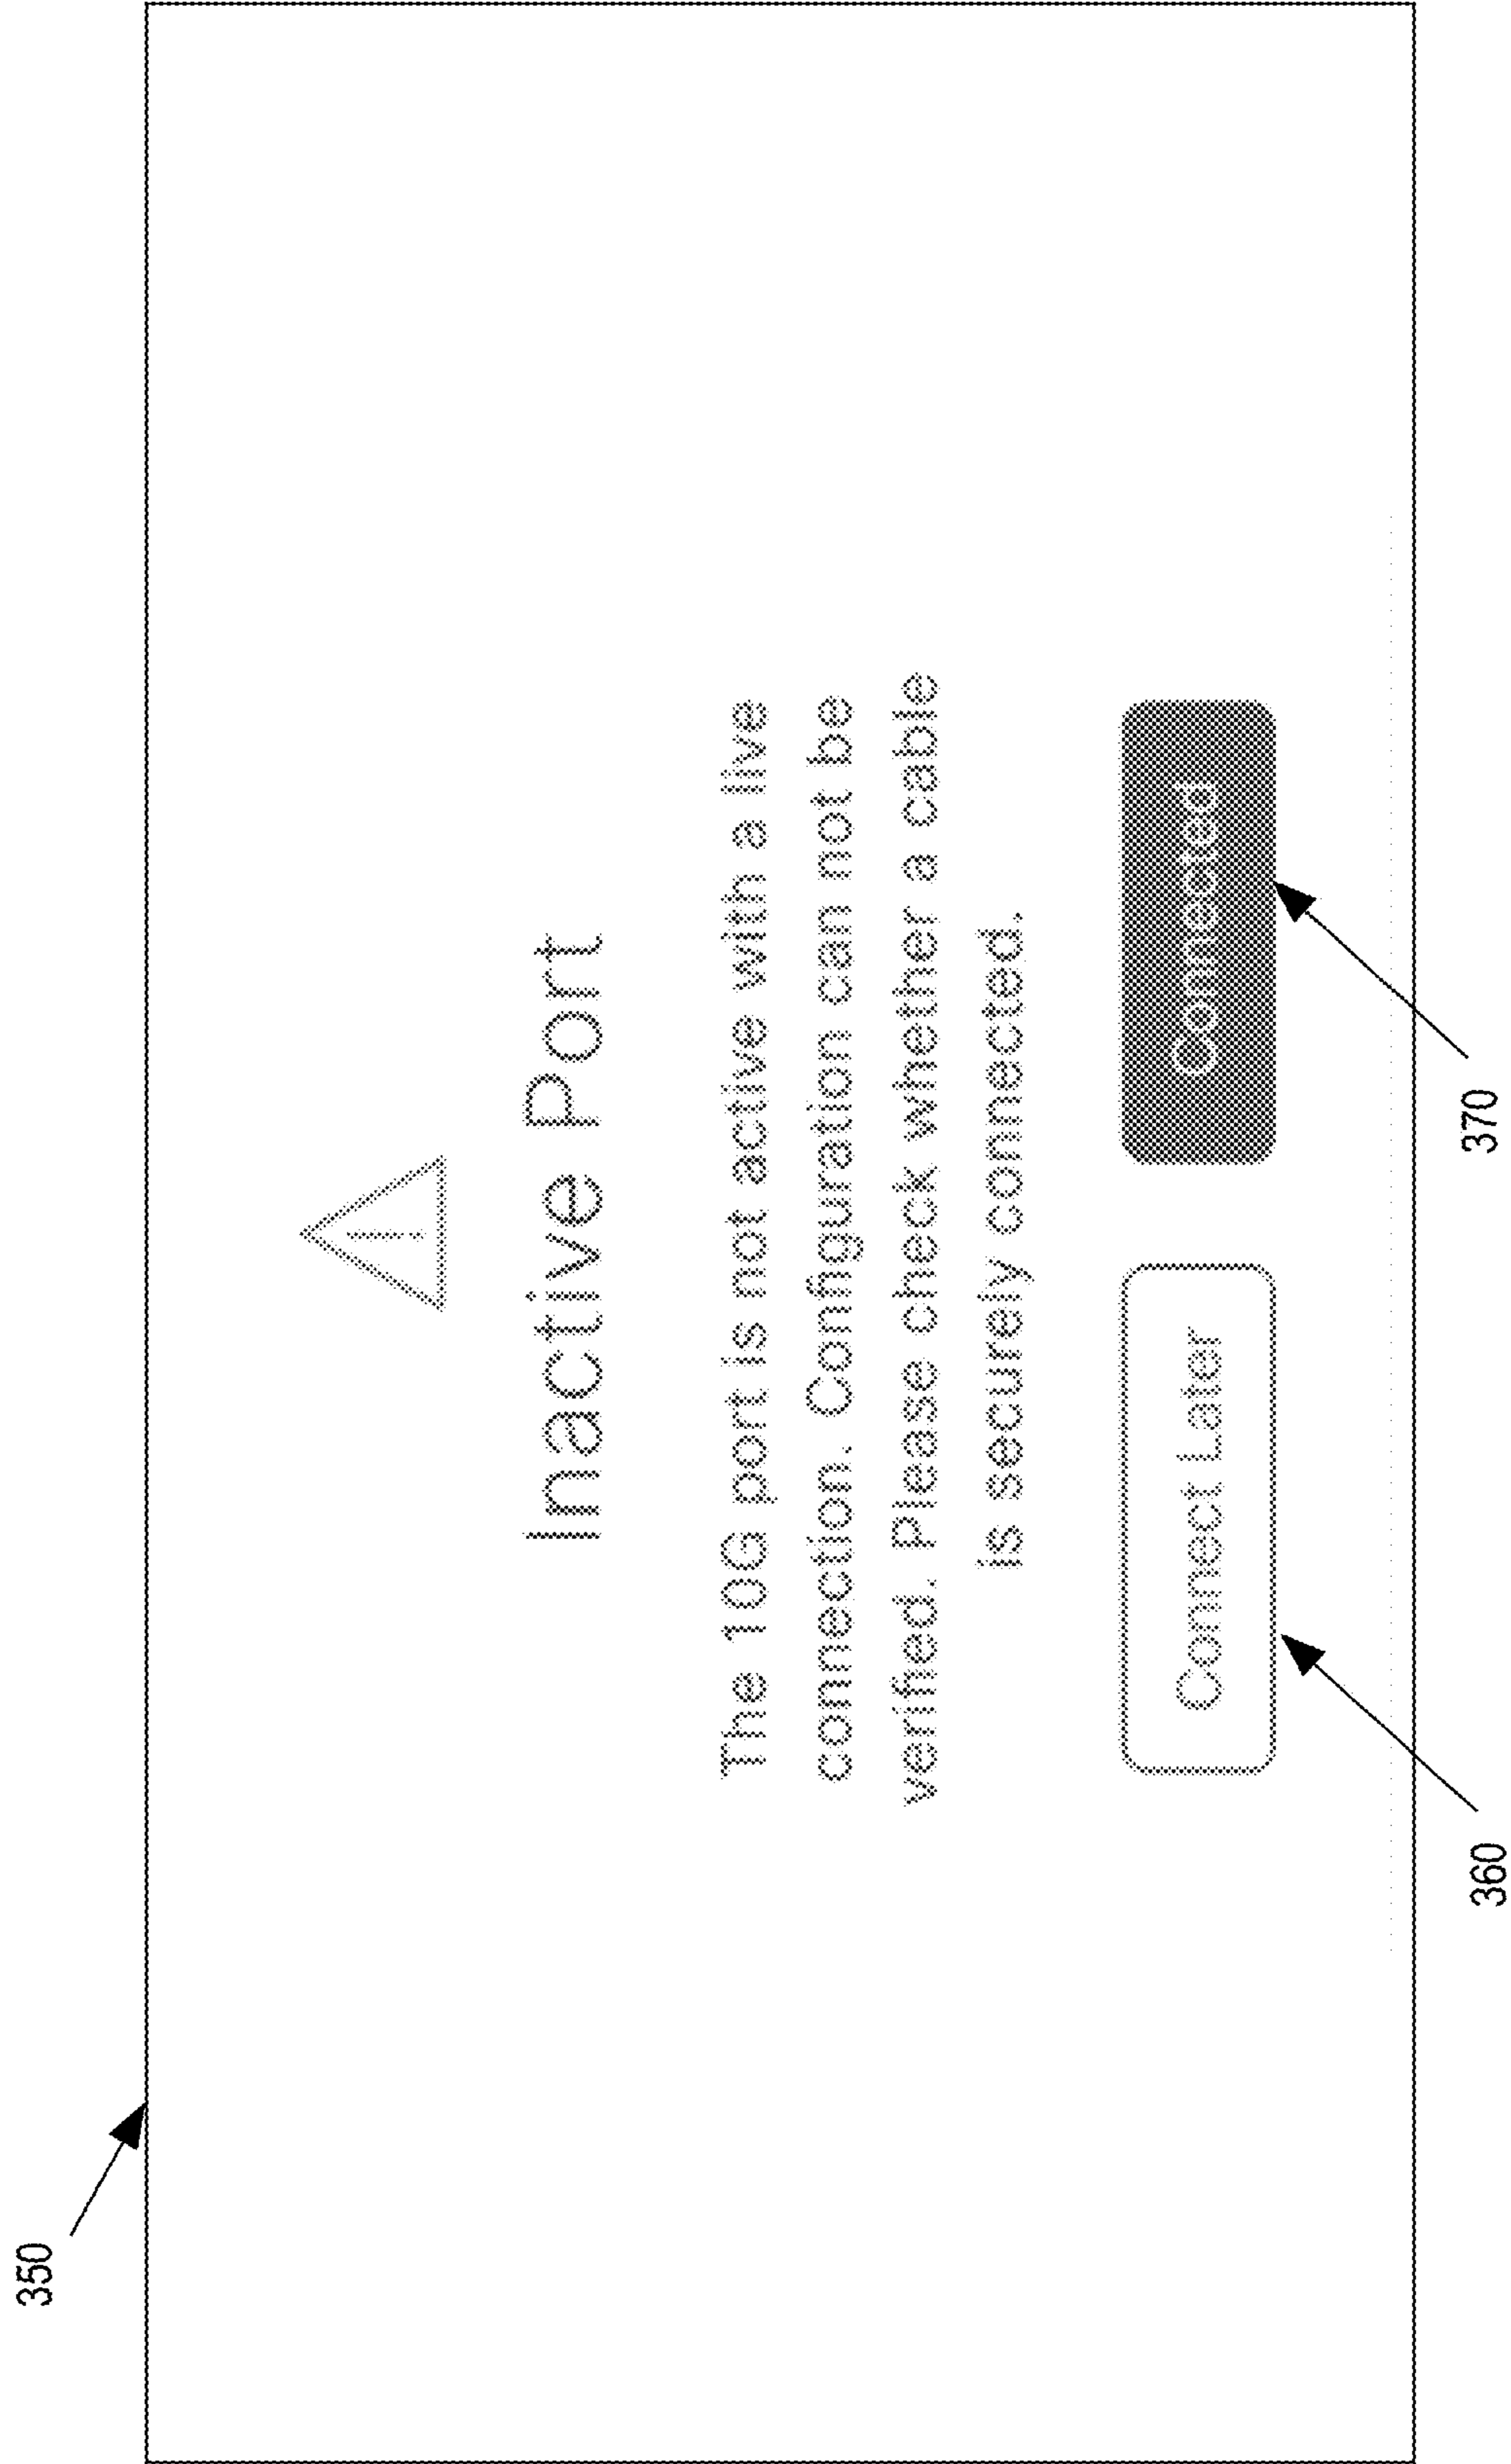 350
Inactive Port
The 10G port is not active with a live
connection. Configuration can not be
verified. Please check whether a cable
is securely connected.
Connect Later
Connected
360
370